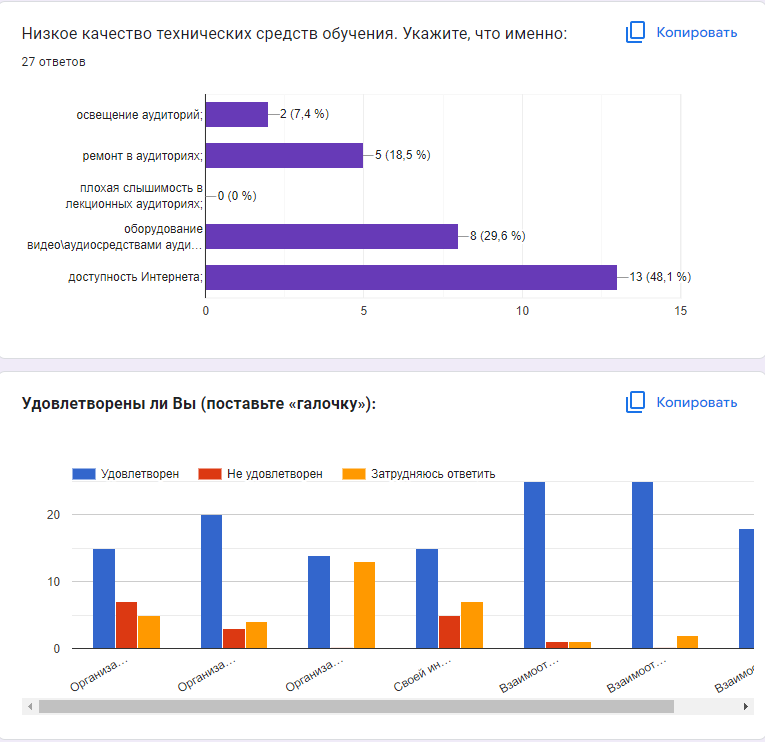 Низкое качество технических средств обучения. Укажите, что именно:
Копировать
27 ответов
освещение аудиторий;
2 (7,4 %)
ремонт в аудиториях;
5 (18,5 %)
плохая слышимость в
лекционных аудиториях;
0 (0 %)
оборудование
видео\аудиосредствами ауди…
8 (29,6 %)
доступность Интернета;
13 (48,1 %)
0 5 10 15
Удовлетворены ли Вы (поставьте «галочку»):
Копировать
Удовлетворен Не удовлетворен Затрудняюсь ответить
20
10
0
Организа… Организа… Организа… Своей ин… Взаимоот… Взаимоот… Взаимоо